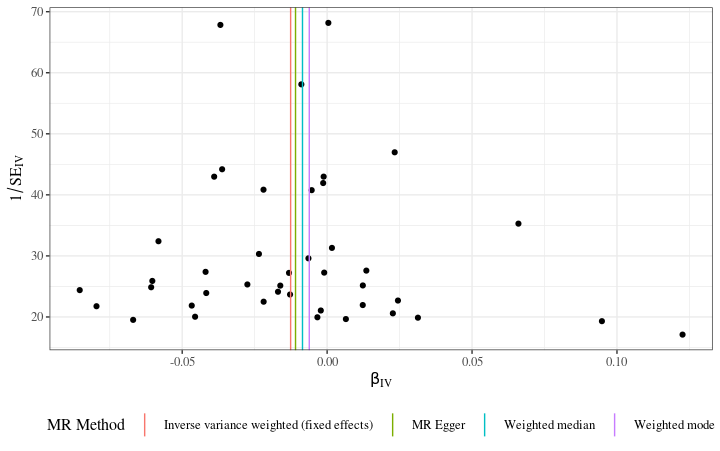 70
60
50
40
30
20
1/SE_IV
-0.05 0.00 0.05 0.10
β_IV
MR Method Inverse variance weighted (fixed effects) MR Egger Weighted median Weighted mode